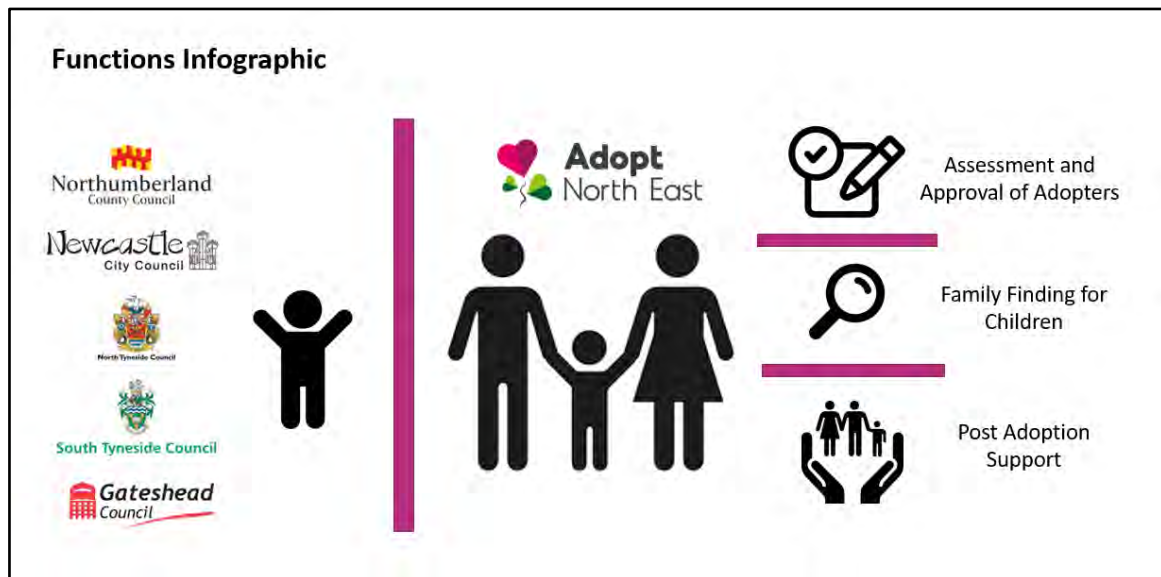 Functions Infographic
Northumberland
County Council
Newcastle
City Council
North Tyneside Council
South Tyneside Council
Gateshead
Council
Adopt
North East
Assessment and
Approval of Adopters
Family Finding for
Children
Post Adoption
Support